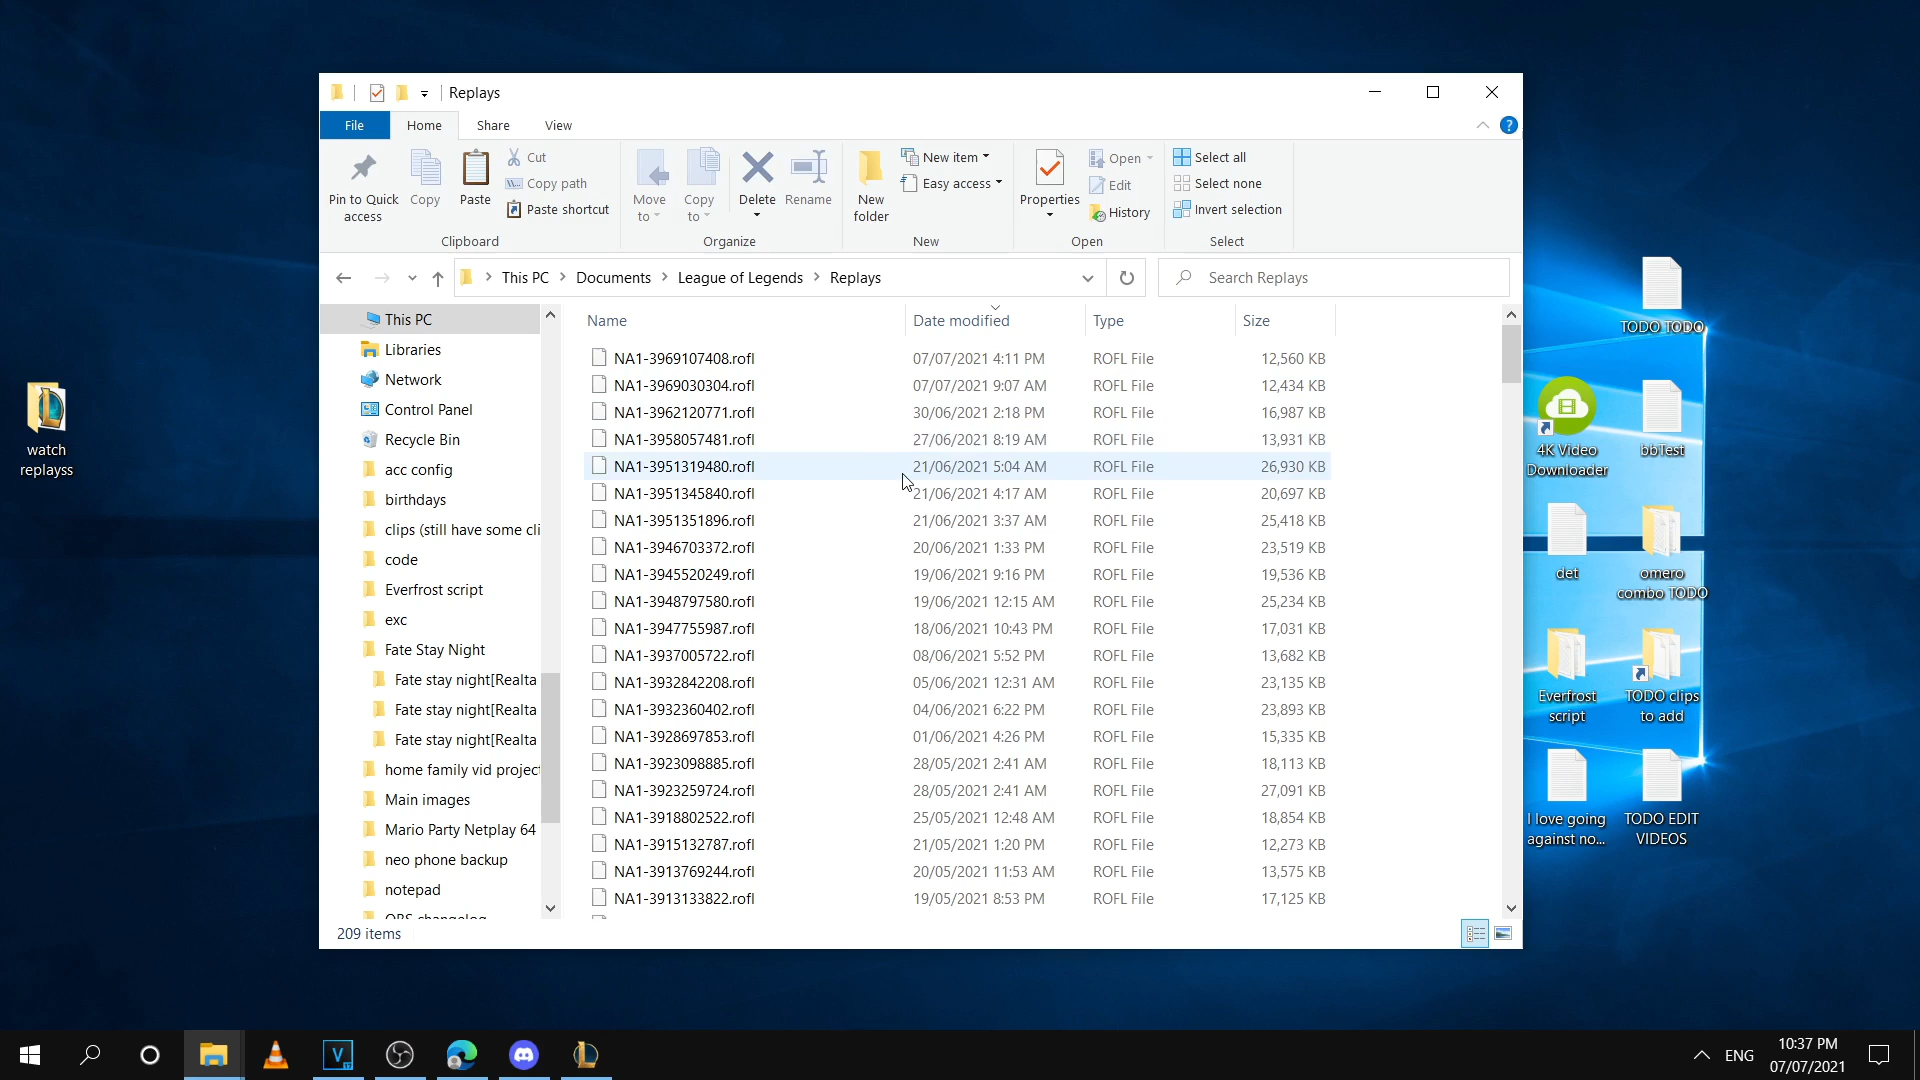 Replays
File
Home
Share
View
Pin to Quick
access
Copy
Paste
Cut
Copy path
Paste shortcut
Clipboard
Move
to
Copy
to
Delete
Rename
Organize
New
folder
New item
Easy access
New
Properties
Open
Edit
History
Open
Select all
Select none
Invert selection
Select
This PC
Documents
League of Legends
Replays
Search Replays
This PC
Libraries
Network
Control Panel
Recycle Bin
acc config
birthdays
clips (still have some cli
code
Everfrost script
exc
Fate Stay Night
Fate stay night[Realta
Fate stay night[Realta
Fate stay night[Realta
home family vid project
Main images
Mario Party Netplay 64
neo phone backup
notepad
OBS changelog
Name Date modified Type Size
NA1-3969107408.rofl 07/07/2021 4:11 PM ROFL File 12,560 KB
NA1-3969030304.rofl 07/07/2021 9:07 AM ROFL File 12,434 KB
NA1-3962120771.rofl 30/06/2021 2:18 PM ROFL File 16,987 KB
NA1-3958057481.rofl 27/06/2021 8:19 AM ROFL File 13,931 KB
NA1-3951319480.rofl 21/06/2021 5:04 AM ROFL File 26,930 KB
NA1-3951345840.rofl 21/06/2021 4:17 AM ROFL File 20,697 KB
NA1-3951351896.rofl 21/06/2021 3:37 AM ROFL File 25,418 KB
NA1-3946703372.rofl 20/06/2021 1:33 PM ROFL File 23,519 KB
NA1-3945520249.rofl 19/06/2021 9:16 PM ROFL File 19,536 KB
NA1-3948797580.rofl 19/06/2021 12:15 AM ROFL File 25,234 KB
NA1-3947755987.rofl 18/06/2021 10:43 PM ROFL File 17,031 KB
NA1-3937005722.rofl 08/06/2021 5:52 PM ROFL File 13,682 KB
NA1-3932842208.rofl 05/06/2021 12:31 AM ROFL File 23,135 KB
NA1-3932360402.rofl 04/06/2021 6:22 PM ROFL File 23,893 KB
NA1-3928697853.rofl 01/06/2021 4:26 PM ROFL File 15,335 KB
NA1-3923098885.rofl 28/05/2021 2:41 AM ROFL File 18,113 KB
NA1-3923259724.rofl 28/05/2021 2:41 AM ROFL File 27,091 KB
NA1-3918802522.rofl 25/05/2021 12:48 AM ROFL File 18,854 KB
NA1-3915132787.rofl 21/05/2021 1:20 PM ROFL File 12,273 KB
NA1-3913769244.rofl 20/05/2021 11:53 AM ROFL File 13,575 KB
NA1-3913133822.rofl 19/05/2021 8:53 PM ROFL File 17,125 KB
209 items
watch
replayss
TODO TODO
4K Video
Downloader
bbTest
det
omero
combo TODO
Everfrost
script
TODO clips
to add
I love going
against no...
TODO EDIT
VIDEOS
ENG
10:37 PM
07/07/2021